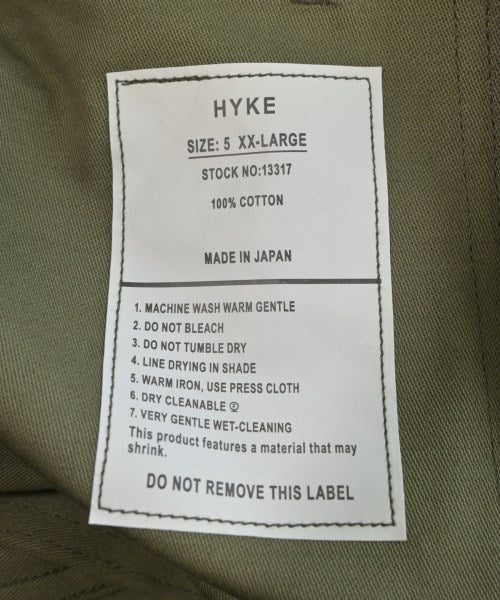 HYKE
SIZE: 5 XX-LARGE
STOCK NO:13317
100% COTTON
MADE IN JAPAN
1. MACHINE WASH WARM GENTLE
2. DO NOT BLEACH
3. DO NOT TUMBLE DRY
4. LINE DRYING IN SHADE
5. WARM IRON, USE PRESS CLOTH
6. DRY CLEANABLE Ⓟ
7. VERY GENTLE WET-CLEANING
This product features a material that may
shrink.
DO NOT REMOVE THIS LABEL